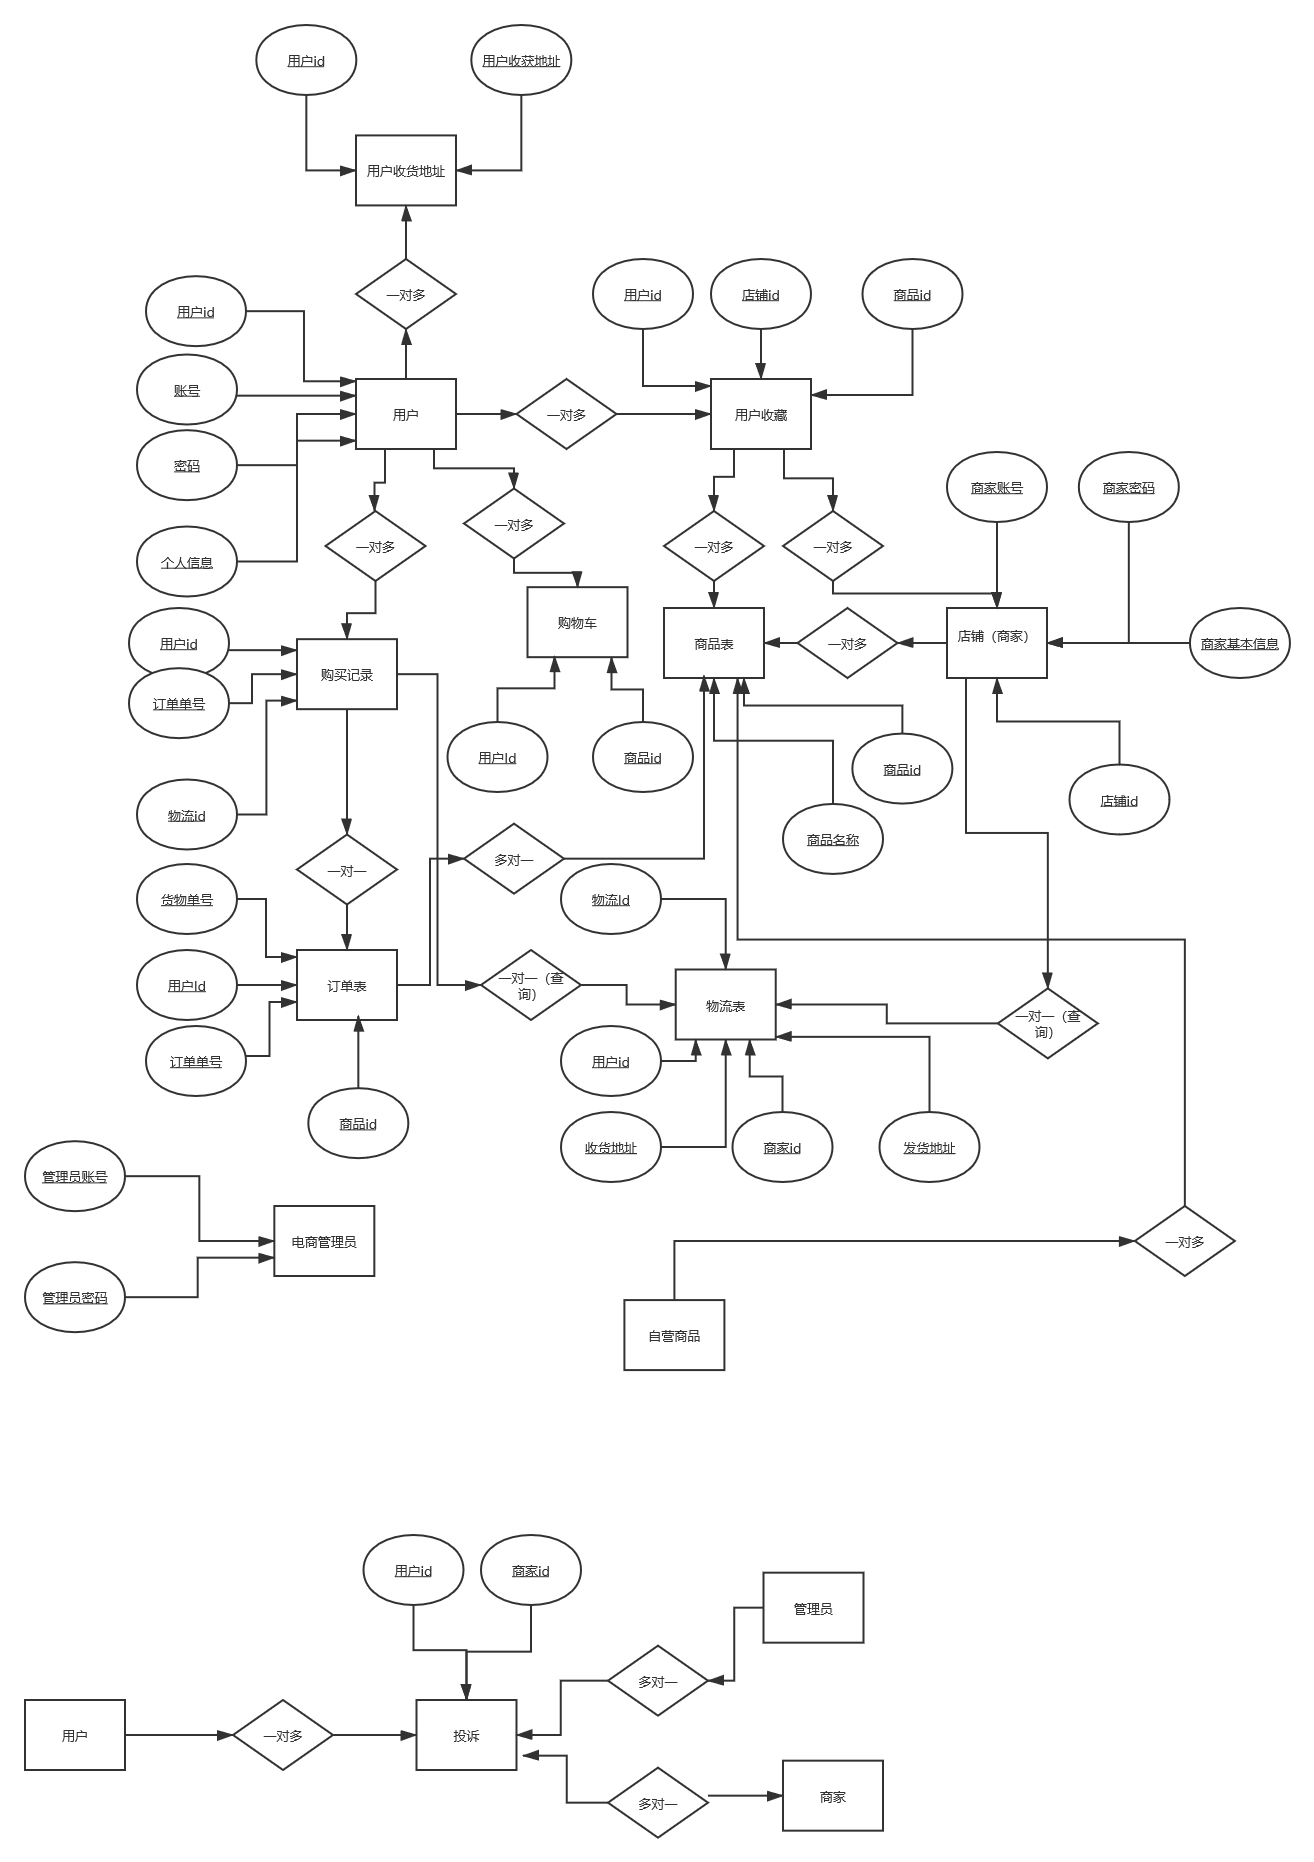 用户id
用户收获地址
用户收货地址
一对多
用户id
店铺id
商品id
用户id
账号
用户
一对多
用户收藏
密码
商家账号
商家密码
一对多
一对多
一对多
一对多
个人信息
购物车
用户id
购买记录
商品表
一对多
店铺（商家）
商家基本信息
订单单号
用户Id
商品id
商品id
店铺id
物流id
商品名称
一对一
多对一
货物单号
物流Id
用户Id
订单表
一对一（查
询）
物流表
一对一（查
询）
订单单号
用户id
商品id
收货地址
商家id
发货地址
管理员账号
电商管理员
一对多
管理员密码
自营商品
用户id
商家id
管理员
多对一
用户
一对多
投诉
多对一
商家